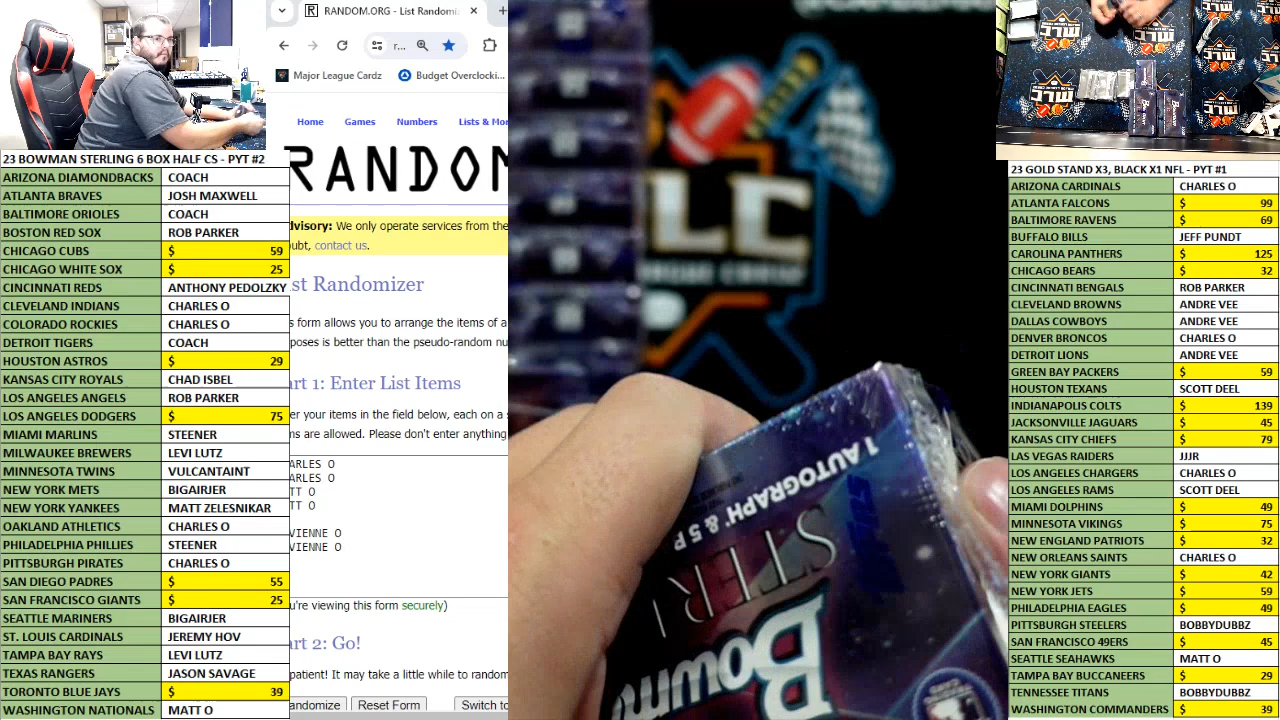 23 BOWMAN STERLING 6 BOX HALF CS - PYT #2
ARIZONA DIAMONDBACKS COACH
ATLANTA BRAVES JOSH MAXWELL
BALTIMORE ORIOLES COACH
BOSTON RED SOX ROB PARKER
CHICAGO CUBS $ 59
CHICAGO WHITE SOX $ 25
CINCINNATI REDS ANTHONY PEDOLZKY
CLEVELAND INDIANS CHARLES O
COLORADO ROCKIES CHARLES O
DETROIT TIGERS COACH
HOUSTON ASTROS $ 29
KANSAS CITY ROYALS CHAD ISBEL
LOS ANGELES ANGELS ROB PARKER
LOS ANGELES DODGERS $ 75
MIAMI MARLINS STEENER
MILWAUKEE BREWERS LEVI LUTZ
MINNESOTA TWINS VULCANTAINT
NEW YORK METS BIGAIRJER
NEW YORK YANKEES MATT ZELESNIKAR
OAKLAND ATHLETICS CHARLES O
PHILADELPHIA PHILLIES STEENER
PITTSBURGH PIRATES CHARLES O
SAN DIEGO PADRES $ 55
SAN FRANCISCO GIANTS $ 25
SEATTLE MARINERS BIGAIRJER
ST. LOUIS CARDINALS JEREMY HOV
TAMPA BAY RAYS LEVI LUTZ
TEXAS RANGERS JASON SAVAGE
TORONTO BLUE JAYS $ 39
WASHINGTON NATIONALS MATT O
RANDOM.ORG - List Randomi
r...
Major League Cardz Budget Overclocki...
Home Games Numbers Lists & Mor
RANDOM
dvisory: We only operate services from the
oubt, contact us.
st Randomizer
s form allows you to arrange the items of a
poses is better than the pseudo-random nu
art 1: Enter List Items
er your items in the field below, each on a s
ms are allowed. Please don't enter anything
ARLES O
ARLES O
TT O
TT O
VIENNE O
VIENNE O
u're viewing this form securely)
art 2: Go!
patient! It may take a little while to random
andomize Reset Form Switch to
LC
1 AUTOGRAPH & 5 P
STERLI
BOWM
MLC
23 GOLD STAND X3, BLACK X1 NFL - PYT #1
ARIZONA CARDINALS CHARLES O
ATLANTA FALCONS $ 99
BALTIMORE RAVENS $ 69
BUFFALO BILLS JEFF PUNDT
CAROLINA PANTHERS $ 125
CHICAGO BEARS $ 32
CINCINNATI BENGALS ROB PARKER
CLEVELAND BROWNS ANDRE VEE
DALLAS COWBOYS ANDRE VEE
DENVER BRONCOS CHARLES O
DETROIT LIONS ANDRE VEE
GREEN BAY PACKERS $ 59
HOUSTON TEXANS SCOTT DEEL
INDIANAPOLIS COLTS $ 139
JACKSONVILLE JAGUARS $ 45
KANSAS CITY CHIEFS $ 79
LAS VEGAS RAIDERS JJJR
LOS ANGELES CHARGERS CHARLES O
LOS ANGELES RAMS SCOTT DEEL
MIAMI DOLPHINS $ 49
MINNESOTA VIKINGS $ 75
NEW ENGLAND PATRIOTS $ 32
NEW ORLEANS SAINTS CHARLES O
NEW YORK GIANTS $ 42
NEW YORK JETS $ 59
PHILADELPHIA EAGLES $ 49
PITTSBURGH STEELERS BOBBYDUBBZ
SAN FRANCISCO 49ERS $ 45
SEATTLE SEAHAWKS MATT O
TAMPA BAY BUCCANEERS $ 29
TENNESSEE TITANS BOBBYDUBBZ
WASHINGTON COMMANDERS $ 39